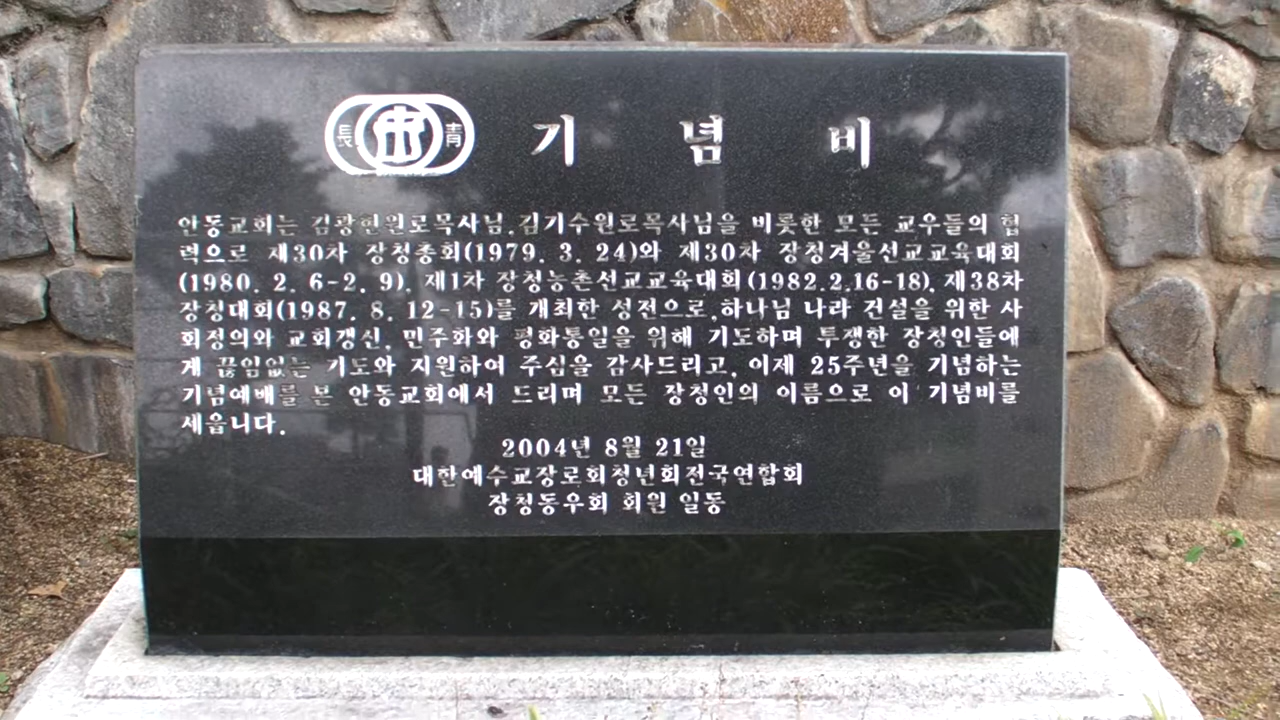 長 靑 기념비
안동교회는 김광현원로목사님,김기수원로목사님을 비롯한 모든 교우들의 협
력으로 제30차 장청총회(1979. 3. 24)와 제30차 장청겨울선교교육대회
(1980. 2. 6-2. 9), 제1차 장청농촌선교교육대회(1982.2.16-18), 제38차
장청대회(1987. 8. 12-15)를 개최한 성전으로,하나님 나라 건설을 위한 사
회정의와 교회갱신, 민주화와 평화통일을 위해 기도하며 투쟁한 장청인들에
게 끊임없는 기도와 지원하여 주심을 감사드리고, 이제 25주년을 기념하는
기념예배를 본 안동교회에서 드리며 모든 장청인의 이름으로 이 기념비를
세웁니다.
2004년 8월 21일
대한예수교장로회청년회전국연합회
장청동우회 회원 일동